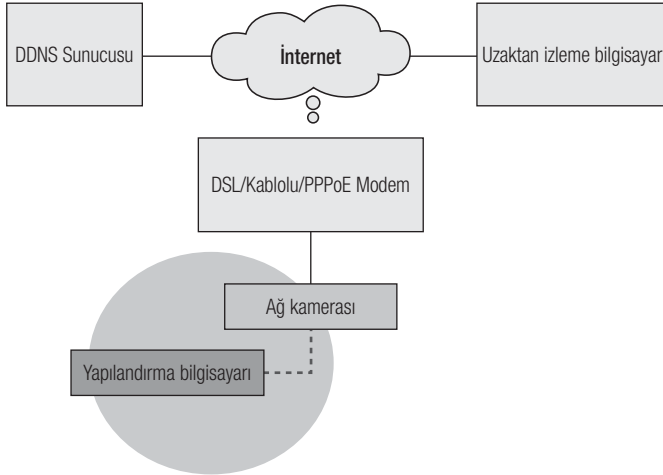 DDNS Sunucusu
İnternet
Uzaktan izleme bilgisayar
DSL/Kablolu/PPPoE Modem
Ağ kamerası
Yapılandırma bilgisayarı